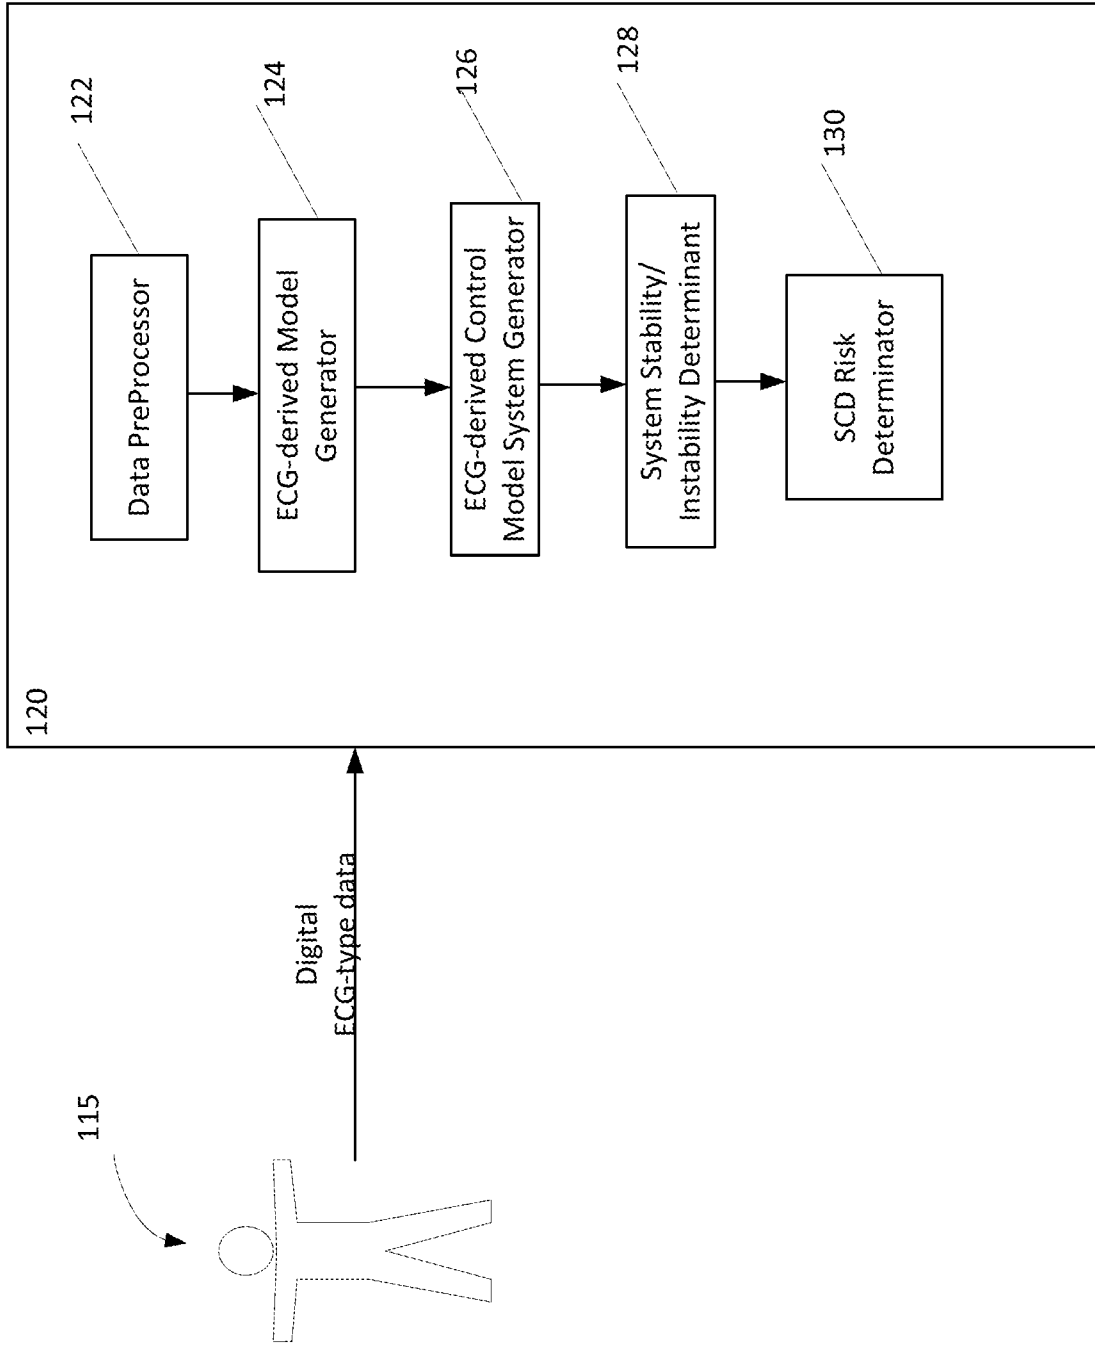 115
Digital
ECG-type data
120
Data PreProcessor
122
ECG-derived Model
Generator
124
ECG-derived Control
Model System Generator
126
System Stability/
Instability Determinant
128
SCD Risk
Determinator
130